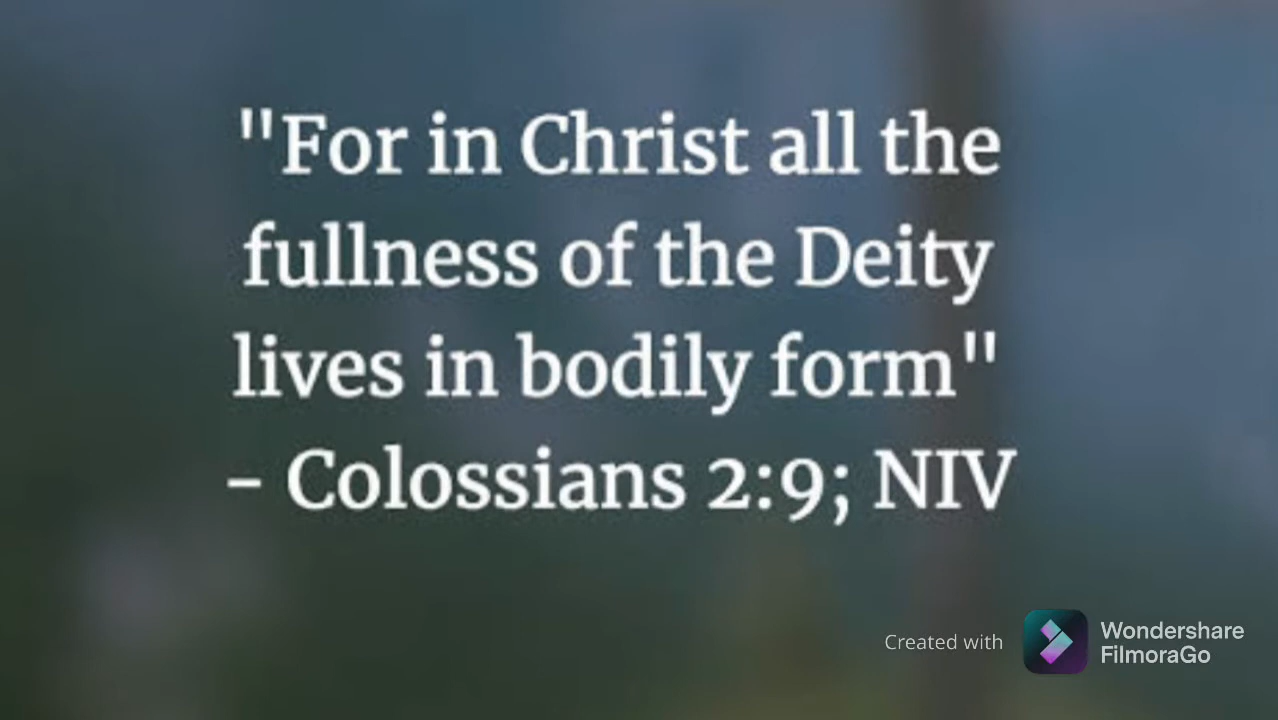 "For in Christ all the
fullness of the Deity
lives in bodily form"
- Colossians 2:9; NIV
Created with
Wondershare
FilmoraGo